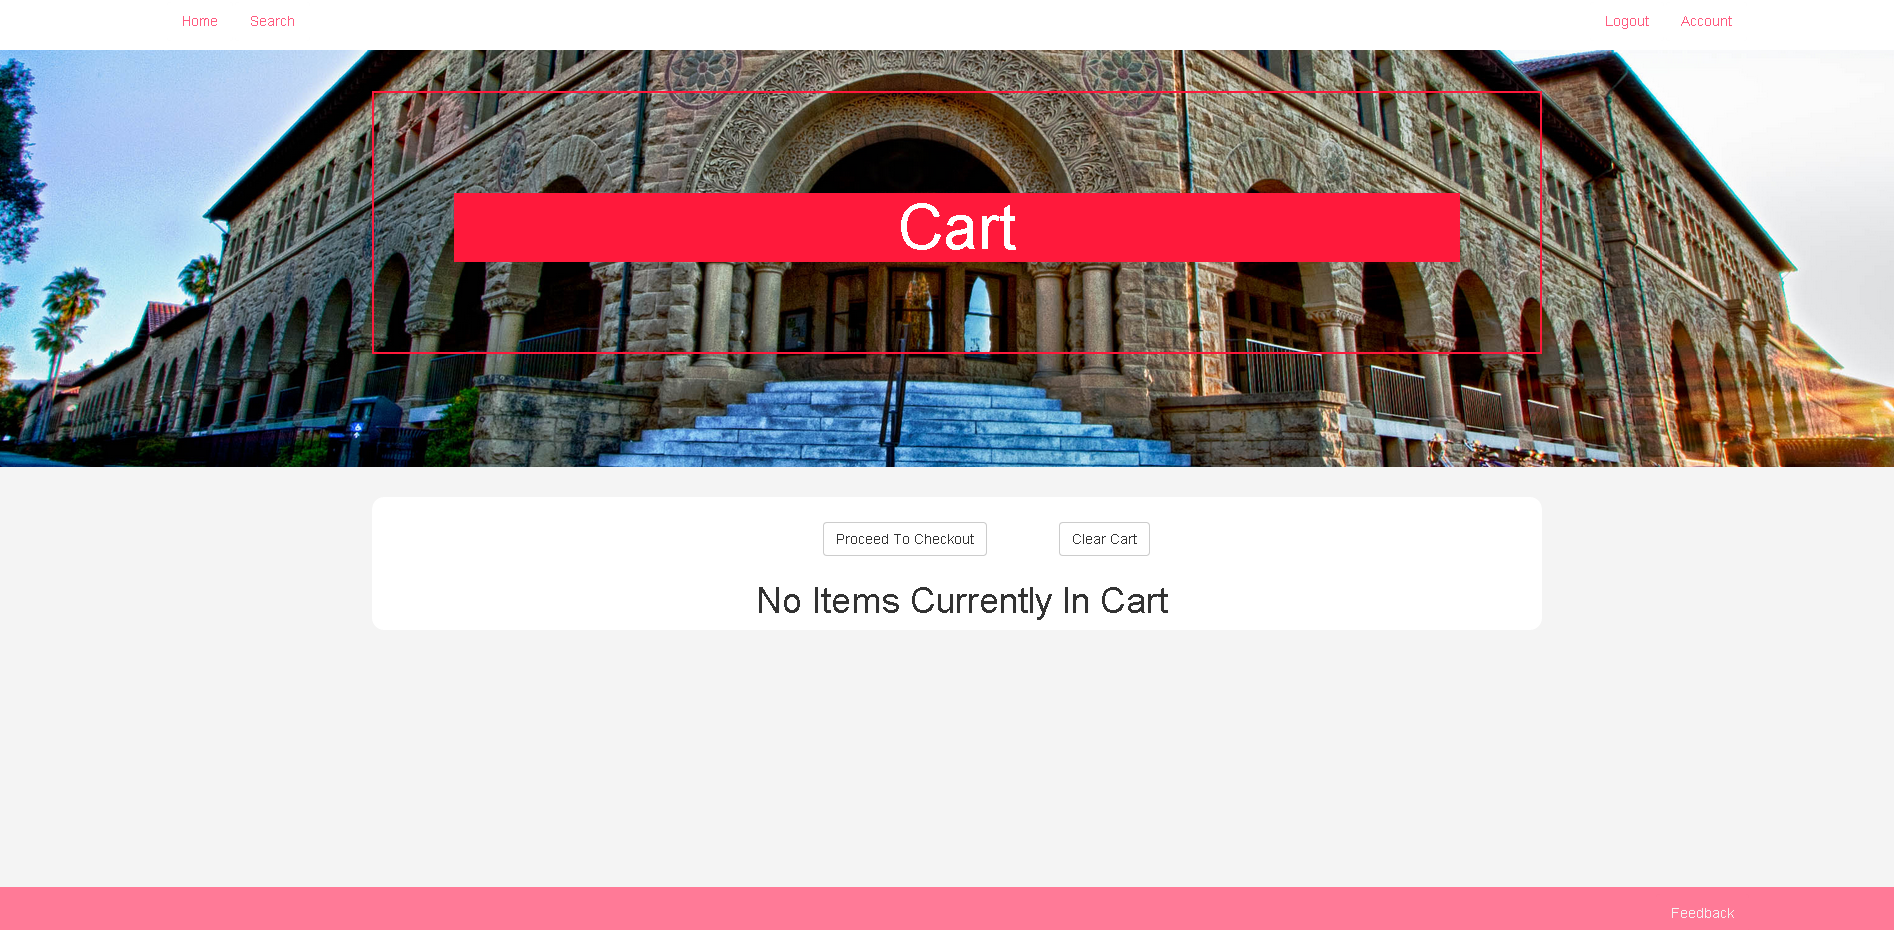 Home Search Logout Account
Cart
Proceed To Checkout Clear Cart
No Items Currently In Cart
Feedback